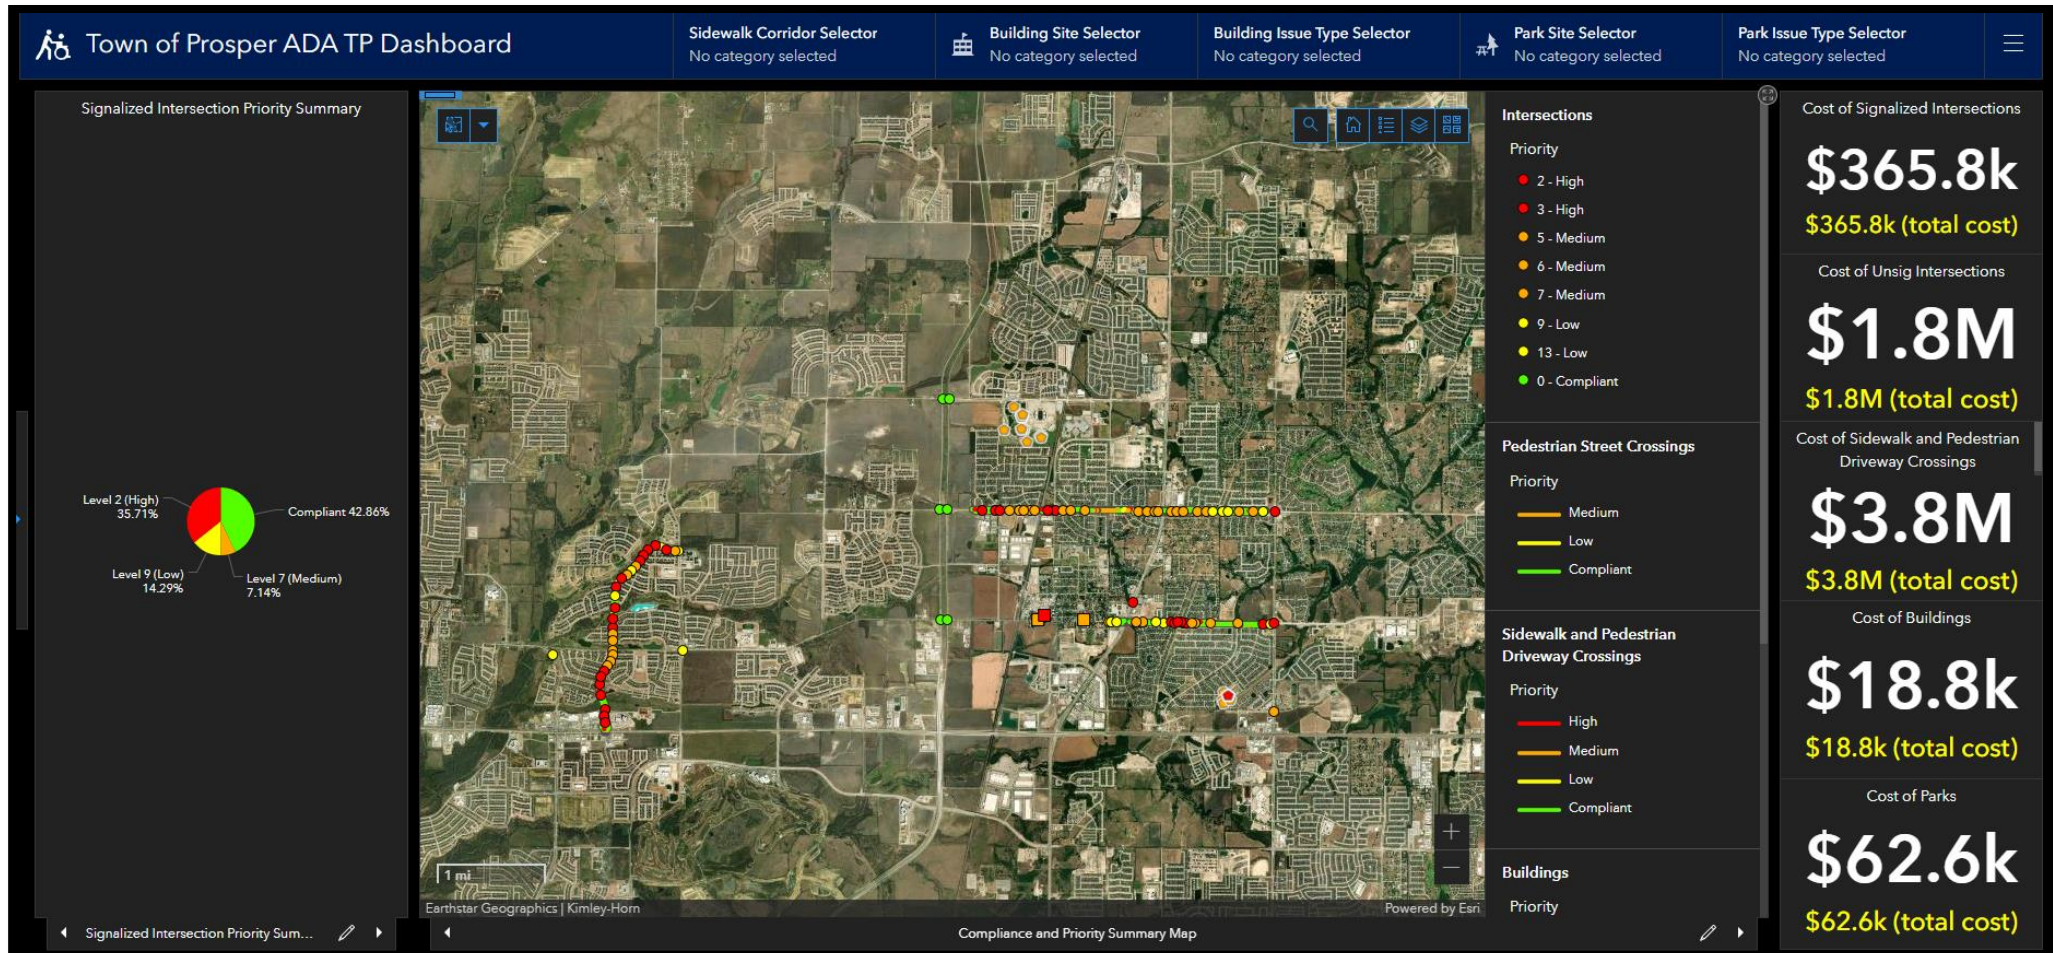 Town of Prosper ADA TP Dashboard
Sidewalk Corridor Selector
No category selected
Building Site Selector
No category selected
Building Issue Type Selector
No category selected
Park Site Selector
No category selected
Park Issue Type Selector
No category selected
Signalized Intersection Priority Summary
Level 2 (High)
35.71%
Compliant 42.86%
Level 9 (Low)
14.29%
Level 7 (Medium)
7.14%
Signalized Intersection Priority Sum...
1 mi
Earthstar Geographics | Kimley-Horn
Powered by Esri
Compliance and Priority Summary Map
Intersections
Priority
2 - High
3 - High
5 - Medium
6 - Medium
7 - Medium
9 - Low
13 - Low
0 - Compliant
Pedestrian Street Crossings
Priority
Medium
Low
Compliant
Sidewalk and Pedestrian
Driveway Crossings
Priority
High
Medium
Low
Compliant
Buildings
Priority
Cost of Signalized Intersections
$365.8k
$365.8k (total cost)
Cost of Unsig Intersections
$1.8M
$1.8M (total cost)
Cost of Sidewalk and Pedestrian
Driveway Crossings
$3.8M
$3.8M (total cost)
Cost of Buildings
$18.8k
$18.8k (total cost)
Cost of Parks
$62.6k
$62.6k (total cost)